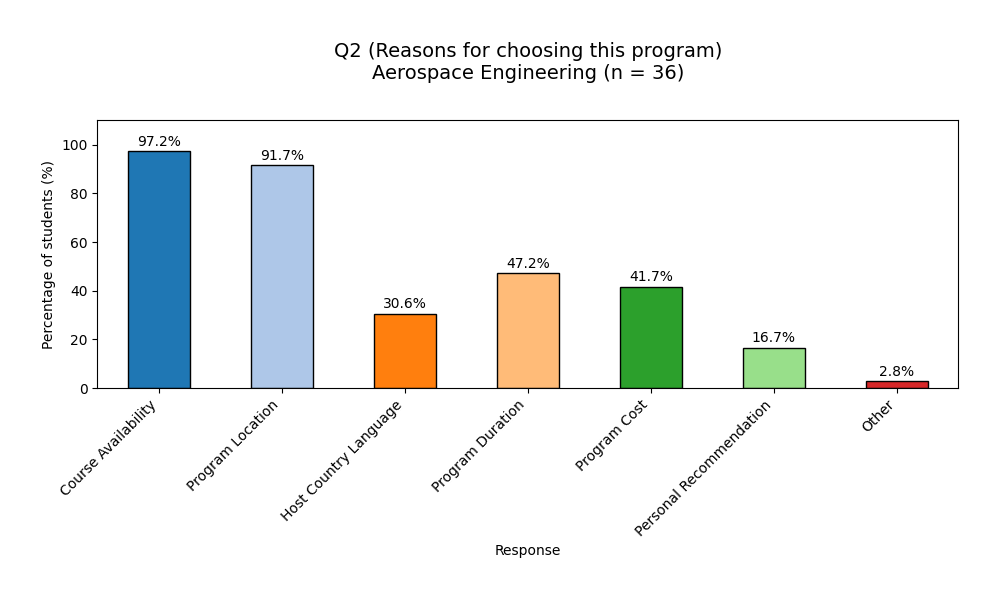 Q2 (Reasons for choosing this program)
Aerospace Engineering (n = 36)
Percentage of students (%)
100
80
60
40
20
0
97.2%
91.7%
30.6%
47.2%
41.7%
16.7%
2.8%
Course Availability
Program Location
Host Country Language
Program Duration
Program Cost
Personal Recommendation
Other
Response